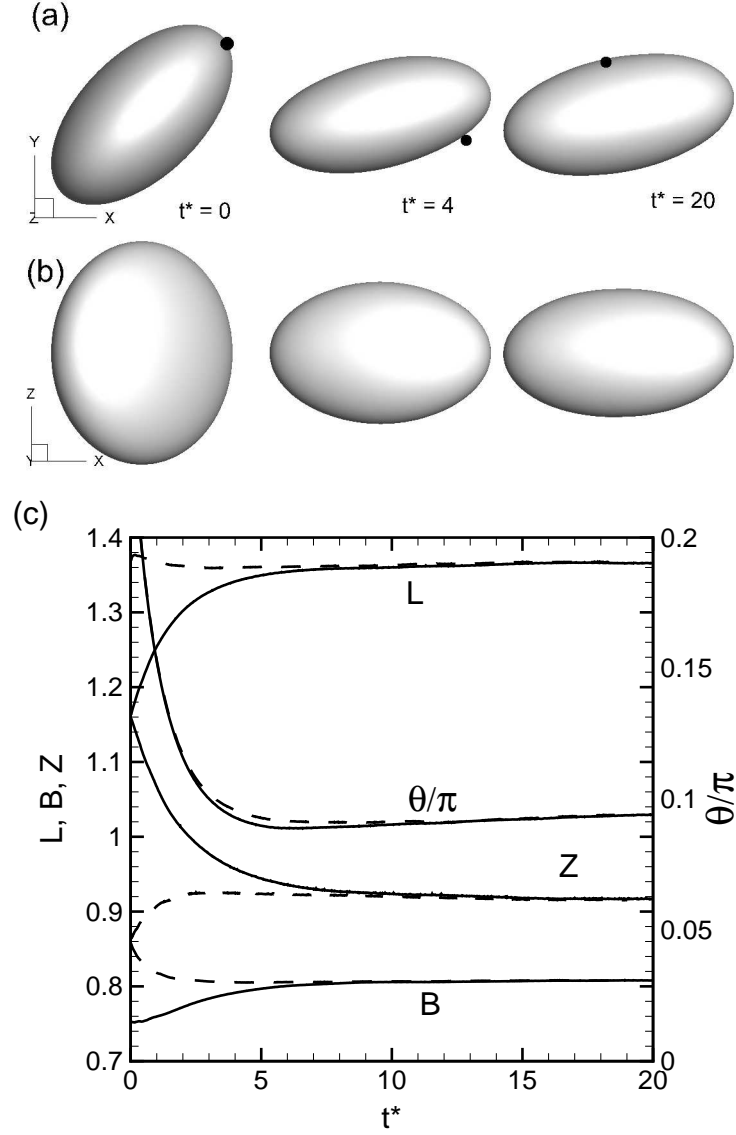 (a)
Y
Z X
t* = 0
t* = 4
t* = 20
(b)
Z
Y X
(c)
1.4
1.3
1.2
1.1
1
0.9
0.8
0.7
L, B, Z
0.2
0.15
0.1
0.05
0
θ/π
L
θ/π
Z
B
0 5 10 15 20
t*